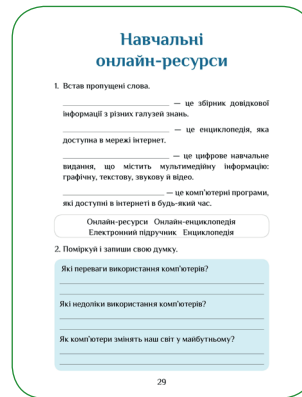 Навчальні
онлайн-ресурси
1. Встав пропущені слова.
— це збірник довідкової
інформації з різних галузей знань.
— це енциклопедія, яка
доступна в мережі інтернет.
— це цифрове навчальне
видання, що містить мультимедійну інформацію:
графічну, текстову, звукову й відео.
— це комп'ютерні програми,
які доступні в інтернеті в будь-який час.
Онлайн-ресурси Онлайн-енциклопедія
Електронний підручник Енциклопедія
2. Поміркуй і запиши свою думку.
Які переваги використання комп'ютерів?
Які недоліки використання комп'ютерів?
Як комп'ютери змінять наш світ у майбутньому?
29